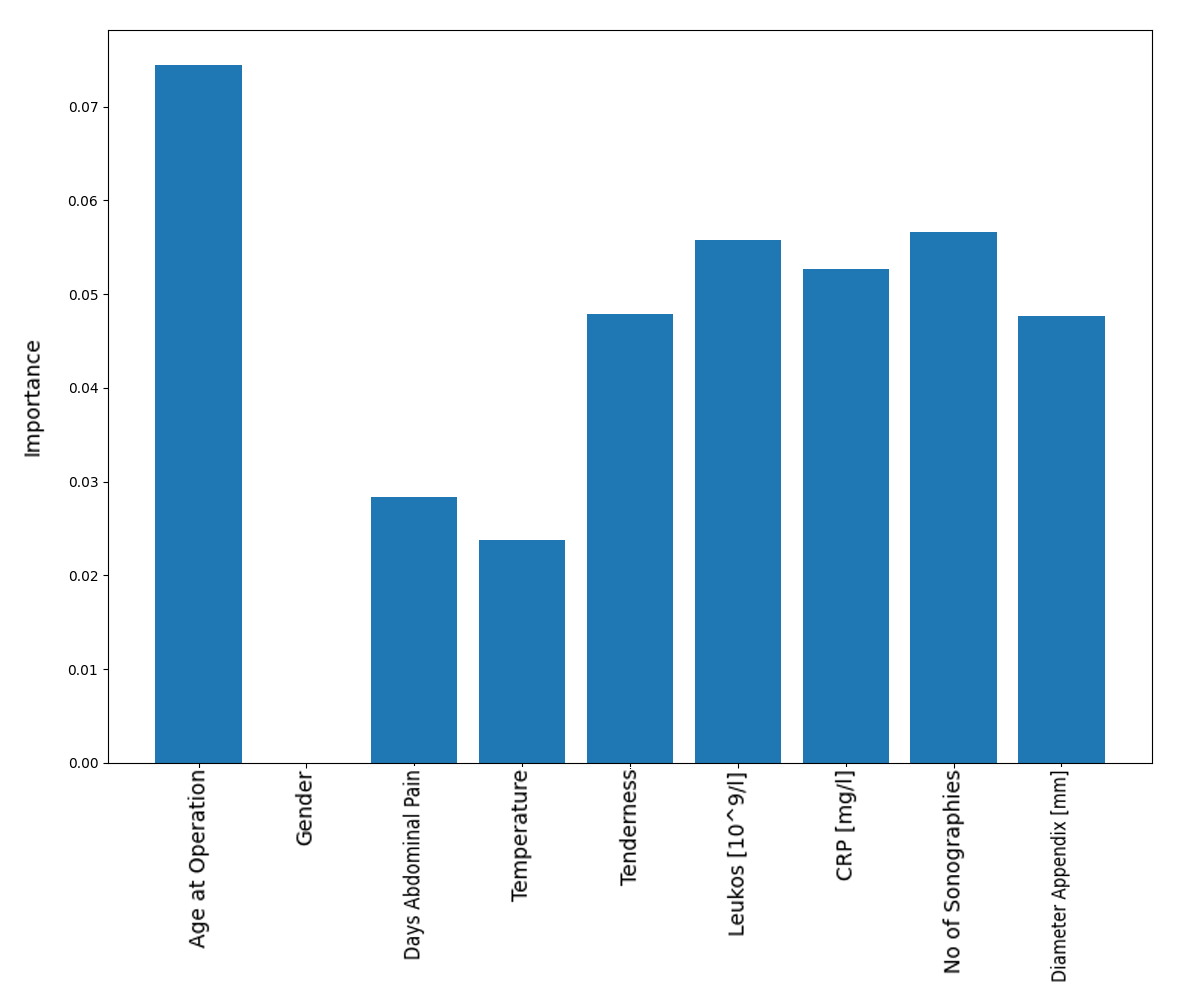 Importance
0.07
0.06
0.05
0.04
0.03
0.02
0.01
0.00
Age at Operation
Gender
Days Abdominal Pain
Temperature
Tenderness
Leukos [10^9/l]
CRP [mg/l]
No of Sonographies
Diameter Appendix [mm]